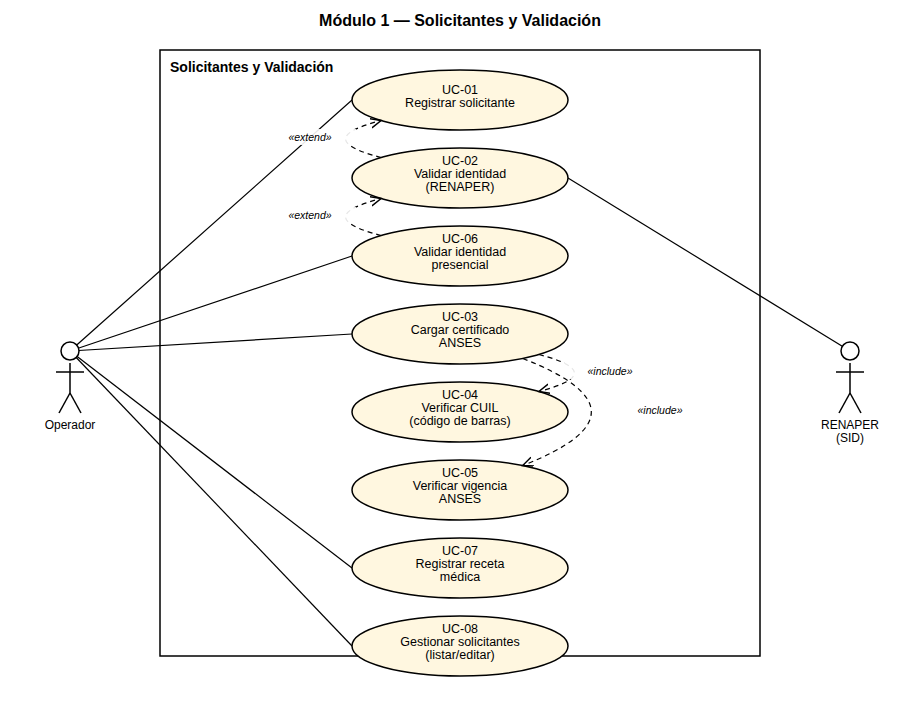 Módulo 1 — Solicitantes y Validación
Solicitantes y Validación
UC-01
Registrar solicitante
«extend»
UC-02
Validar identidad
(RENAPER)
«extend»
UC-06
Validar identidad
presencial
UC-03
Cargar certificado
ANSES
«include»
UC-04
Verificar CUIL
(código de barras)
«include»
Operador
RENAPER
(SID)
UC-05
Verificar vigencia
ANSES
UC-07
Registrar receta
médica
UC-08
Gestionar solicitantes
(listar/editar)